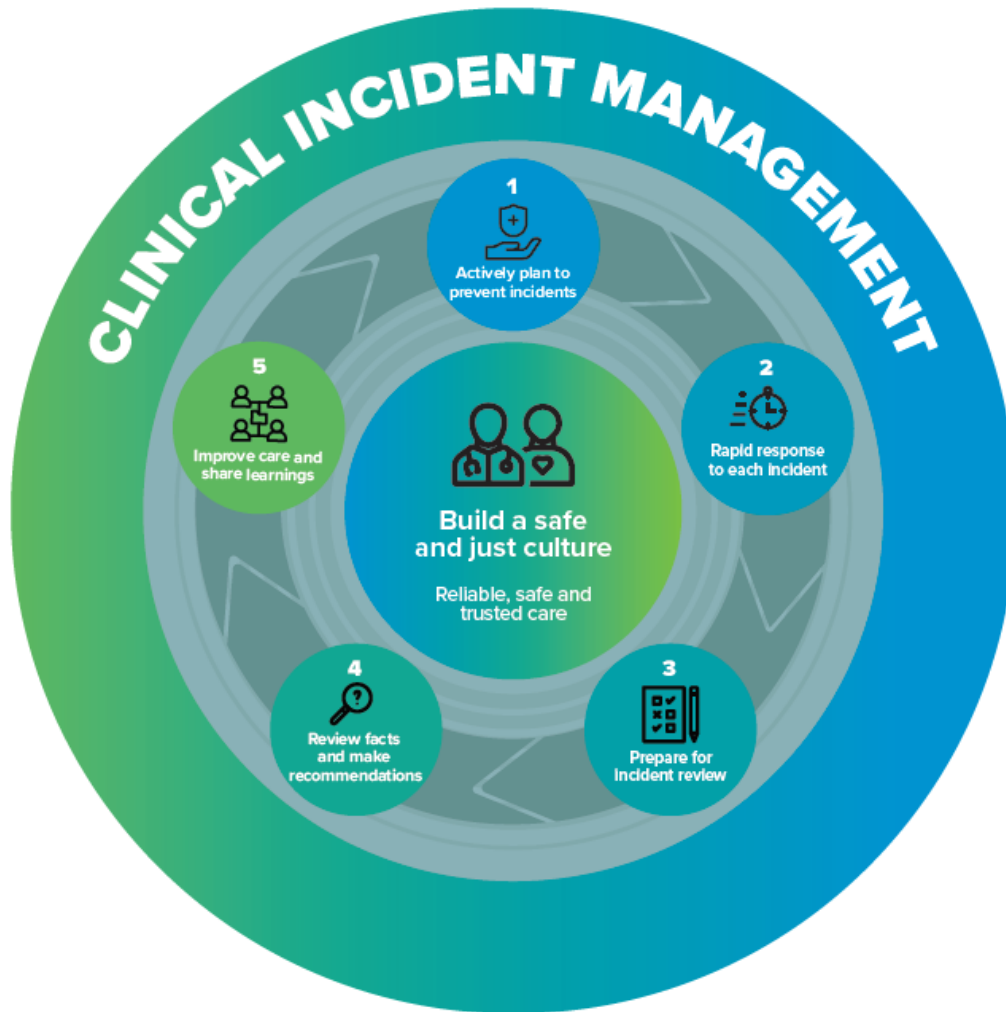 CLINICAL INCIDENT MANAGEMENT
1
Actively plan to
prevent incidents
2
Rapid response
to each incident
3
Prepare for
incident review
4
?
Review facts
and make
recommendations
5
Improve care and
share learnings
Build a safe
and just culture
Reliable, safe and
trusted care